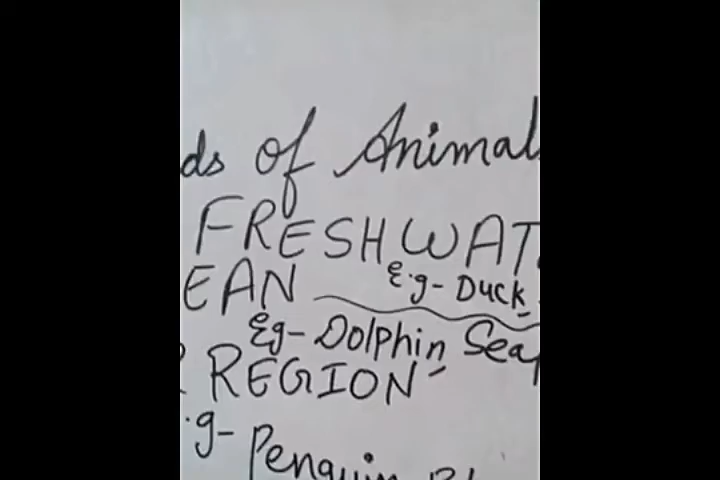 ds of Animal
FRESHWAT
EAN E.g- Duck
Eg- Dolphin Sea
REGION
.g- Penguin